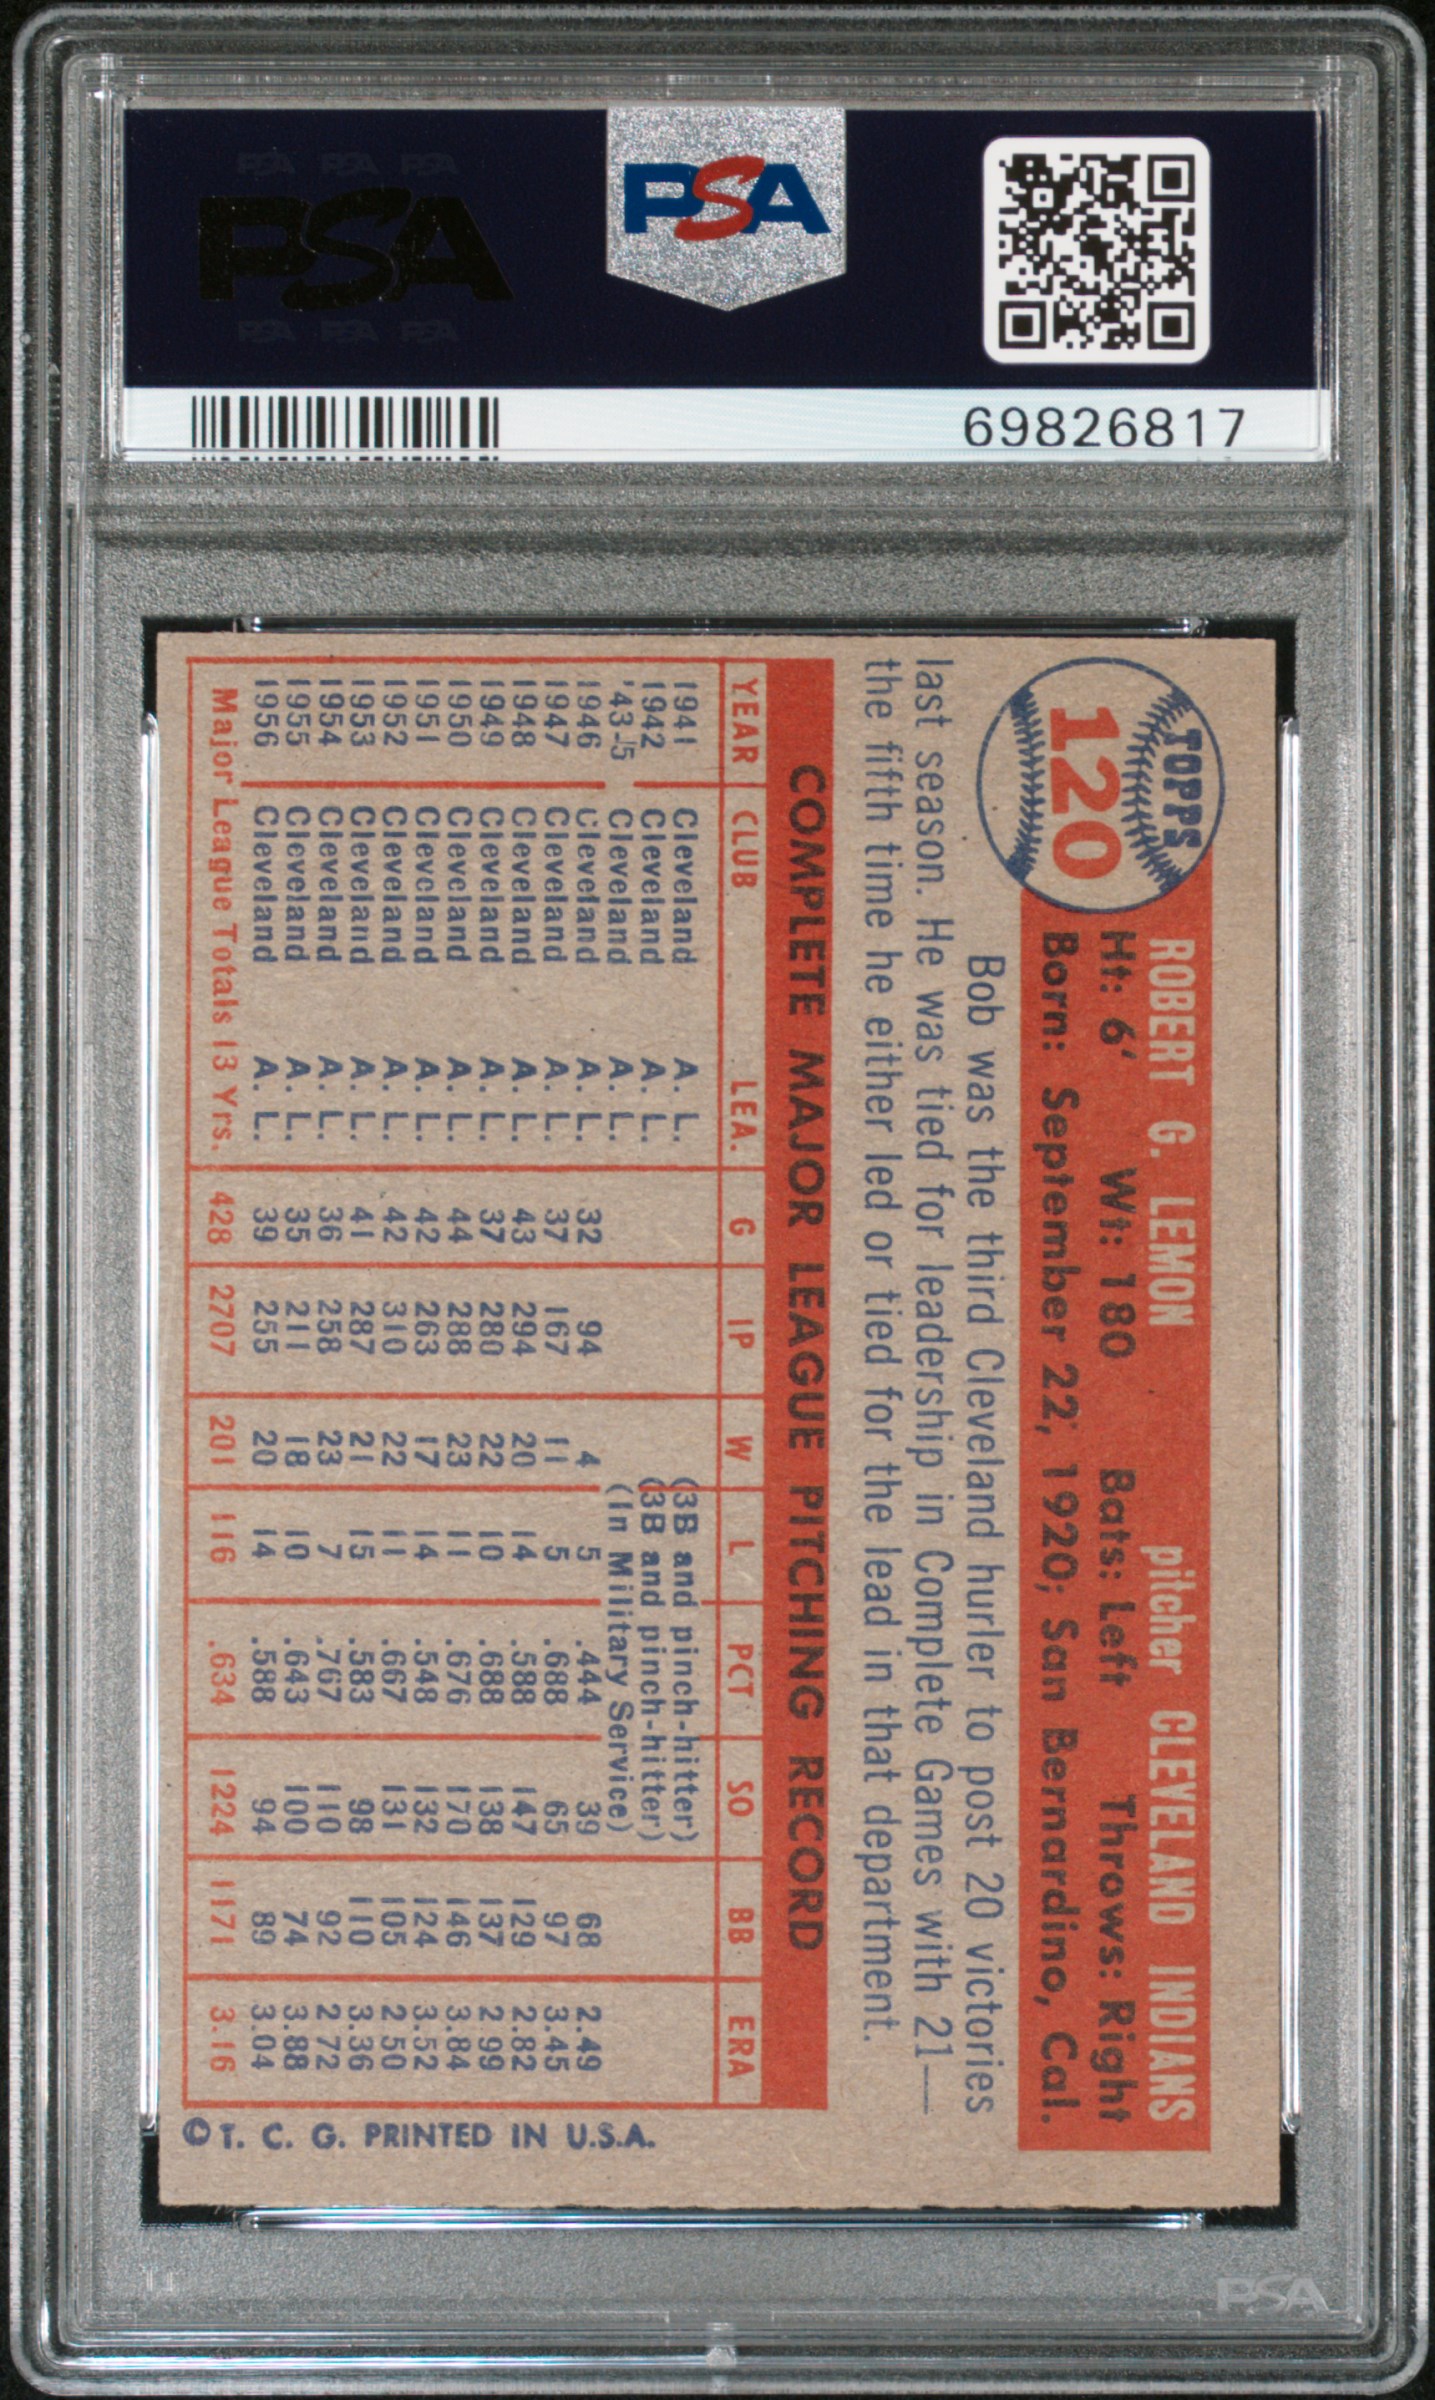 PSA PSA PSA
PSA
PSA PSA PSA
PSA
69826817
TOPPS
120
ROBERT G. LEMON pitcher CLEVELAND INDIANS
Ht: 6' Wt: 180 Bats: Left Throws: Right
Born: September 22, 1920; San Bernardino, Cal.
Bob was the third Cleveland hurler to post 20 victories
last season. He was tied for leadership in Complete Games with 21—
the fifth time he either led or tied for the lead in that department.
COMPLETE MAJOR LEAGUE PITCHING RECORD
YEAR CLUB LEA. G IP W L PCT SO BB ERA
1941 Cleveland A. L. (3B and pinch-hitter)
1942 Cleveland A. L. (3B and pinch-hitter)
'43-'5 Cleveland A. L. (In Military Service)
1946 Cleveland A. L. 32 94 4 5 .444 39 68 2.49
1947 Cleveland A. L. 37 167 11 5 .688 65 97 3.45
1948 Cleveland A. L. 43 294 20 14 .588 147 129 2.82
1949 Cleveland A. L. 37 280 22 10 .688 138 137 2.99
1950 Cleveland A. L. 44 288 23 11 .676 170 146 3.84
1951 Cleveland A. L. 42 263 17 14 .548 132 124 3.52
1952 Cleveland A. L. 42 310 22 11 .667 131 105 2.50
1953 Cleveland A. L. 41 287 21 15 .583 98 110 3.36
1954 Cleveland A. L. 36 258 23 7 .767 110 92 2.72
1955 Cleveland A. L. 35 211 18 10 .643 100 74 3.88
1956 Cleveland A. L. 39 255 20 14 .588 94 89 3.04
Major League Totals 13 Yrs. 428 2707 201 116 .634 1224 1171 3.16
© T. C. G. PRINTED IN U.S.A.
PSA